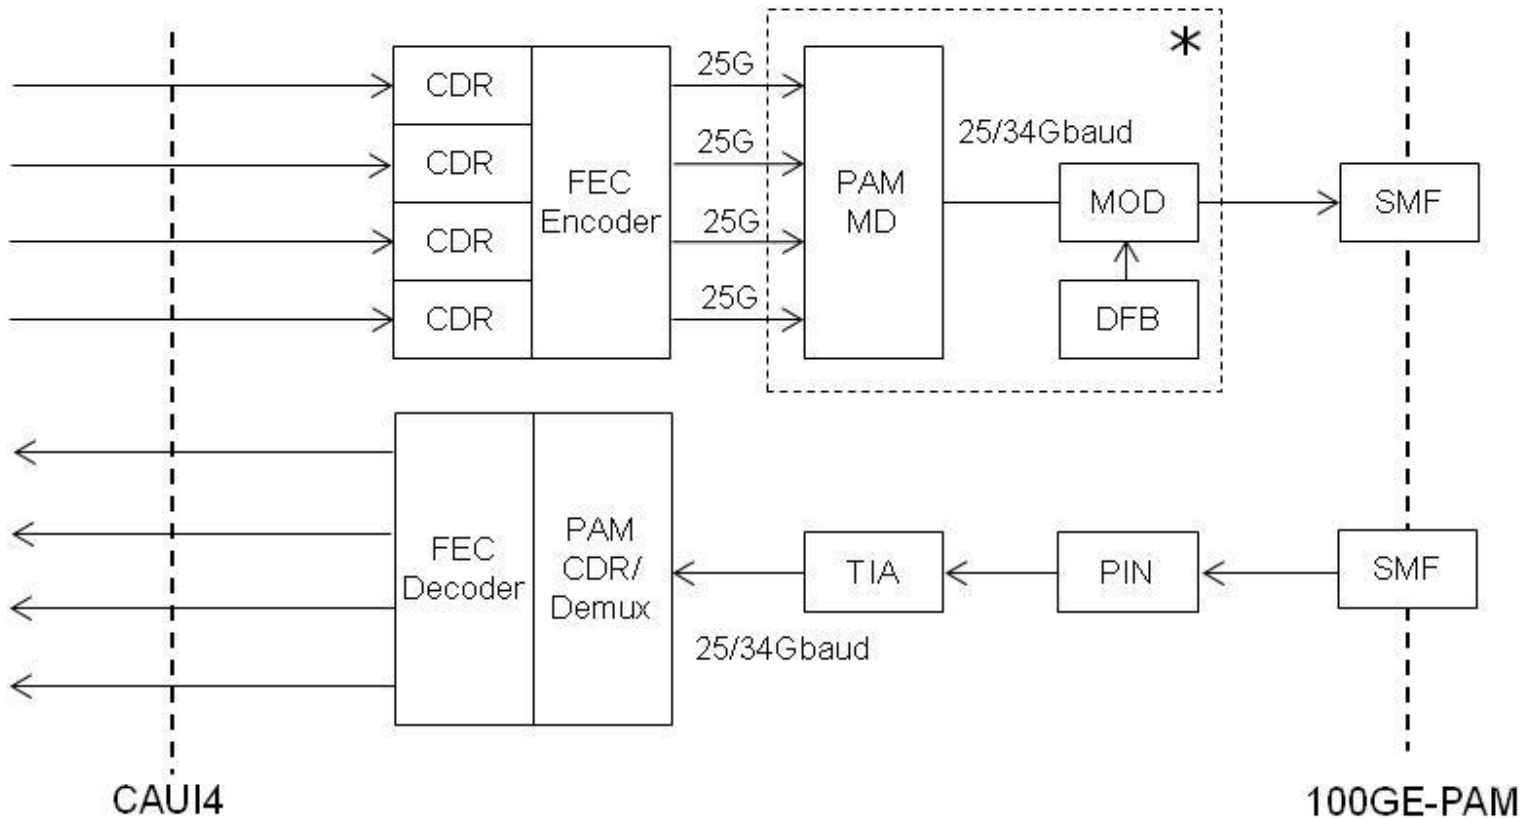 *
CDR
25G
25/34Gbaud
CDR
25G
FEC
Encoder
PAM
MD
MOD
SMF
CDR
25G
CDR
25G
DFB
FEC
Decoder
PAM
CDR/
Demux
TIA
PIN
SMF
25/34Gbaud
CAUI4
100GE-PAM